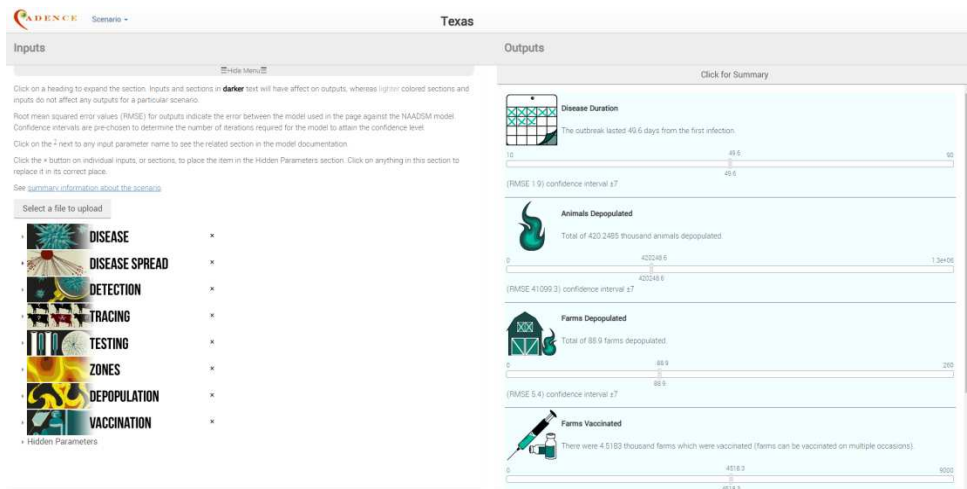 CADENCE
Scenario
Texas
Inputs
Outputs
Hide Menu
Click on a heading to expand the section. Inputs and sections in darker text will have affect on outputs, whereas lighter colored sections and
inputs do not affect any outputs for a particular scenario.
Root mean squared error values (RMSE) for outputs indicate the error between the model used in the page against the NAADSM model.
Confidence intervals are pre-chosen to determine the number of iterations required for the model to attain the confidence level.
Click on the * next to any input parameter name to see the related section in the model documentation
Click the × button on individual inputs, or sections, to place the item in the Hidden Parameters section. Click on anything in this section to
replace it in its correct place.
See summary information about the scenario.
Select a file to upload
DISEASE ×
DISEASE SPREAD ×
DETECTION ×
TRACING ×
TESTING ×
ZONES ×
DEPOPULATION ×
VACCINATION ×
Hidden Parameters
Click for Summary
Disease Duration
The outbreak lasted 49.6 days from the first infection.
10 49.6 90
49.6
(RMSE 1.9) confidence interval ±7
Animals Depopulated
Total of 420.2485 thousand animals depopulated.
0 420248.5 1.3e+06
420248.6
(RMSE 41099.3) confidence interval ±7
Farms Depopulated
Total of 88.9 farms depopulated.
0 88.9 260
88.9
(RMSE 5.4) confidence interval ±7
Farms Vaccinated
There were 4.5183 thousand farms which were vaccinated (farms can be vaccinated on multiple occasions).
0 4518.3 9000
4518.3